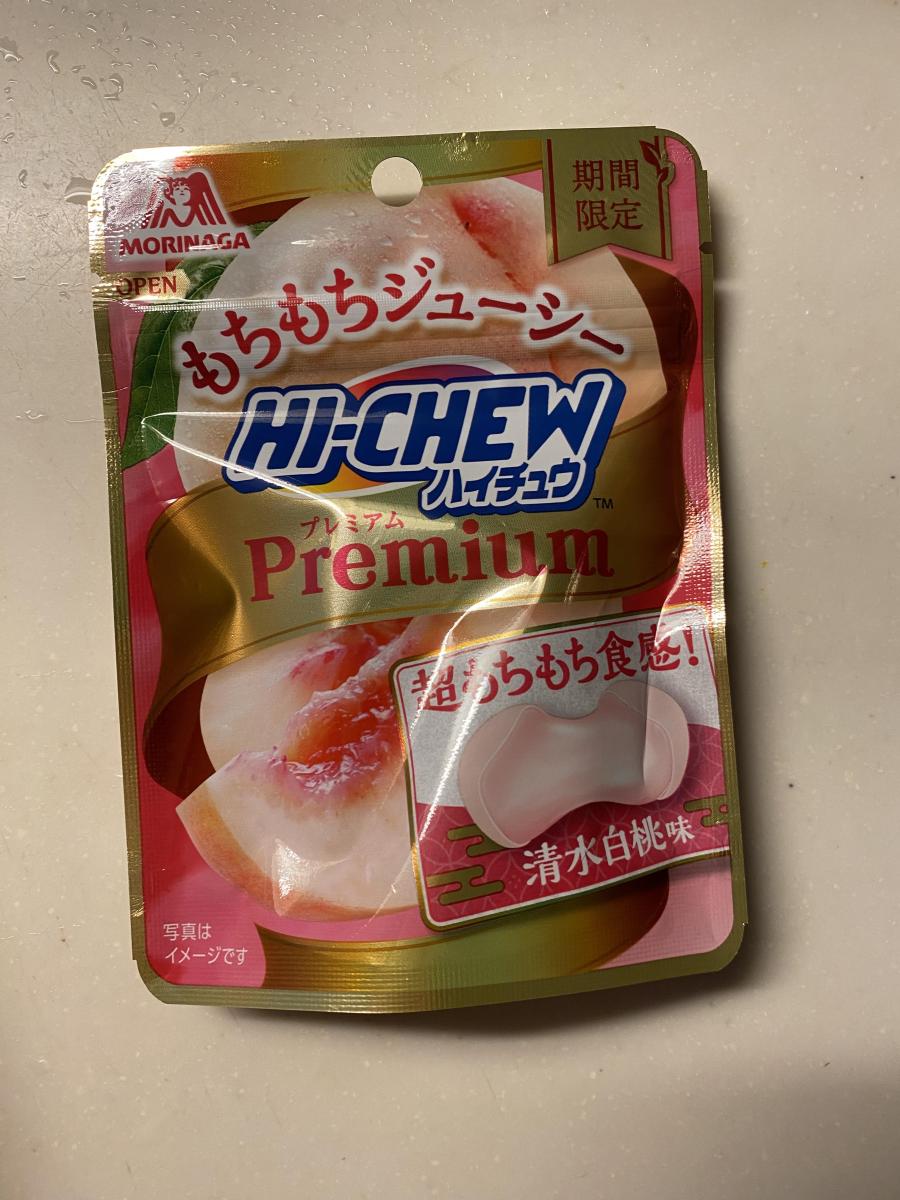 期間
限定
MORINAGA
OPEN
もちもちジューシー
HI-CHEW
ハイチュウ
TM
プレミアム
Premium
超もちもち食感!
清水白桃味
写真は
イメージです